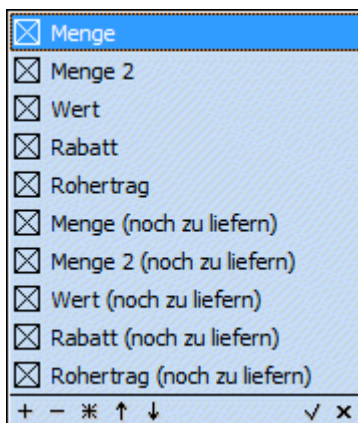 Menge
Menge 2
Wert
Rabatt
Rohertrag
Menge (noch zu liefern)
Menge 2 (noch zu liefern)
Wert (noch zu liefern)
Rabatt (noch zu liefern)
Rohertrag (noch zu liefern)